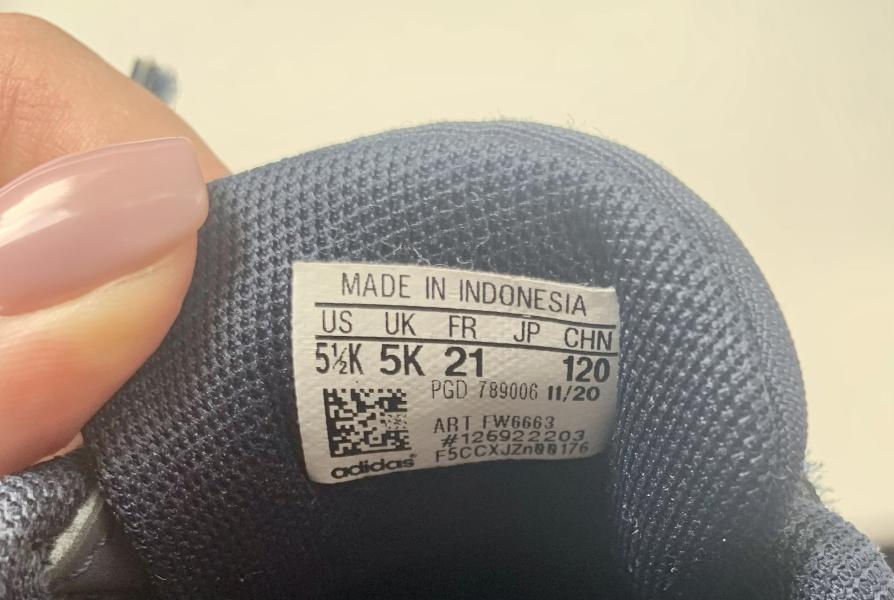 MADE IN INDONESIA
US UK FR JP CHN
5½K 5K 21 120
PGD 789006 11/20
ART FW6663
#126922203
F5CCXJZn00176
adidas